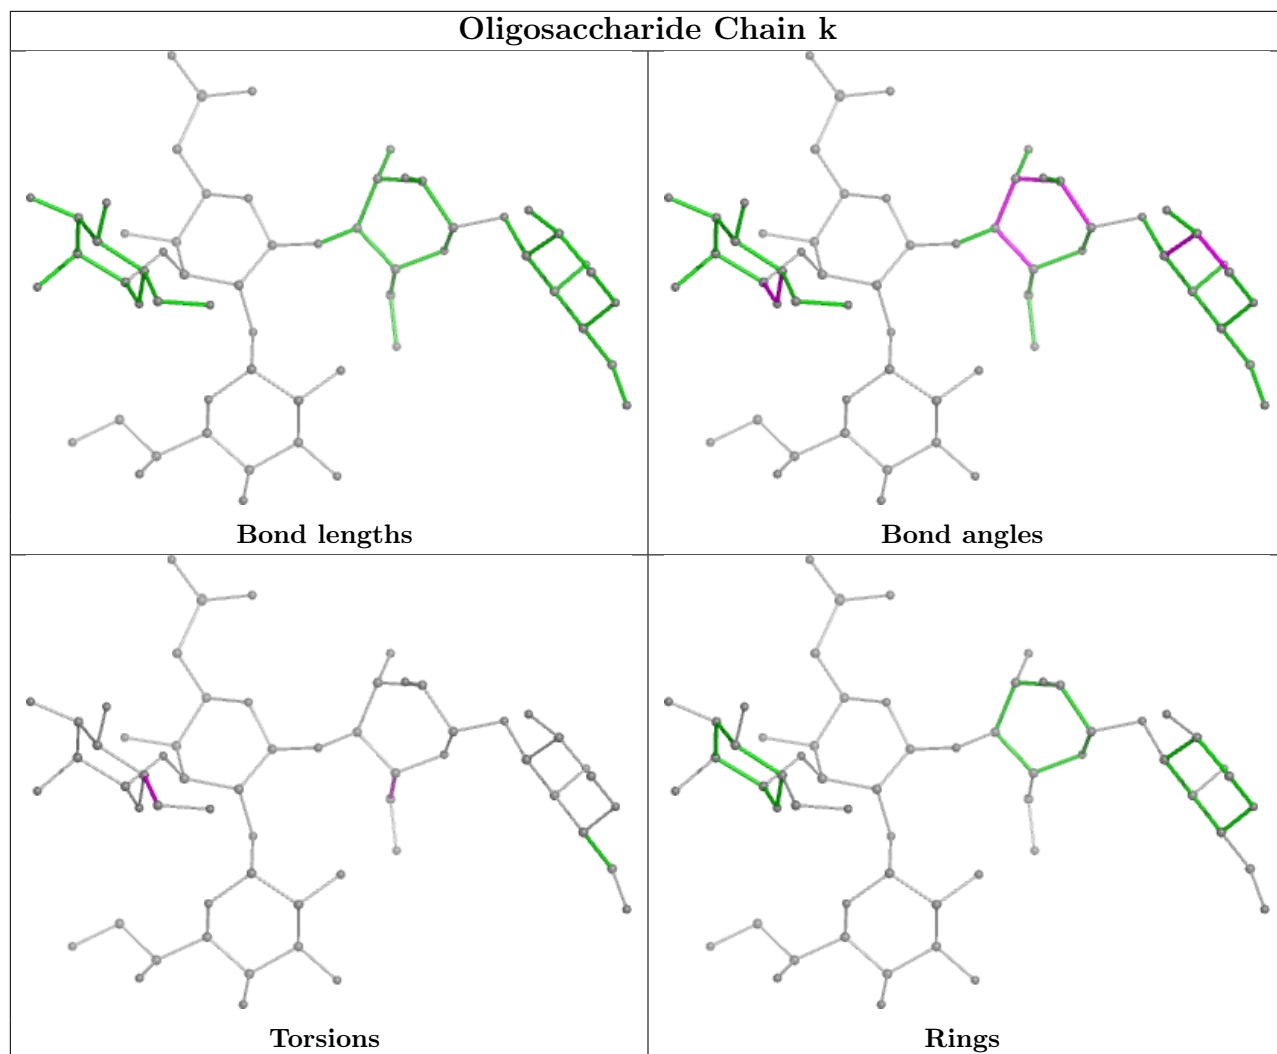 Oligosaccharide Chain k
Bond lengths
Bond angles
Torsions
Rings